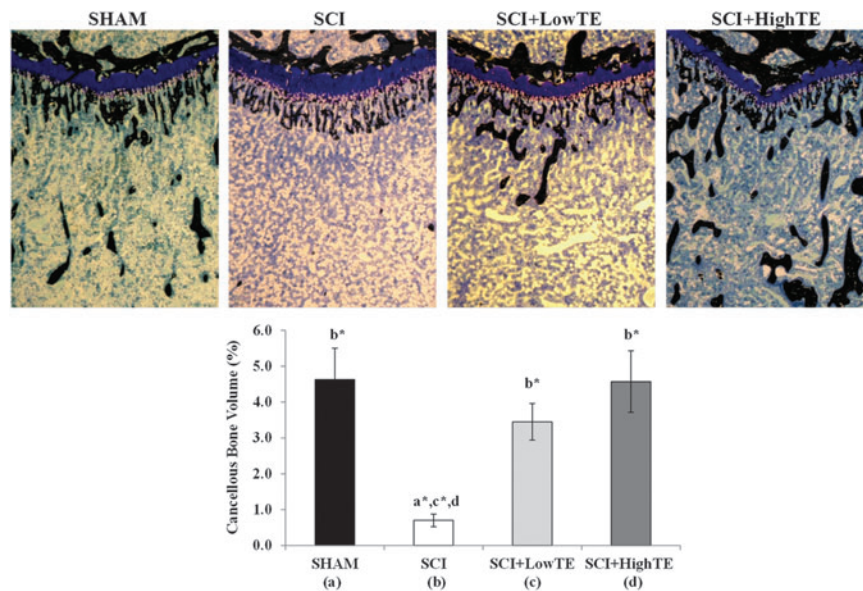 SHAM SCI SCI+LowTE SCI+HighTE
Cancellous Bone Volume (%)
6.0
5.0
4.0
3.0
2.0
1.0
0.0
b*
a*,c*,d
b*
b*
SHAM SCI SCI+LowTE SCI+HighTE
(a) (b) (c) (d)